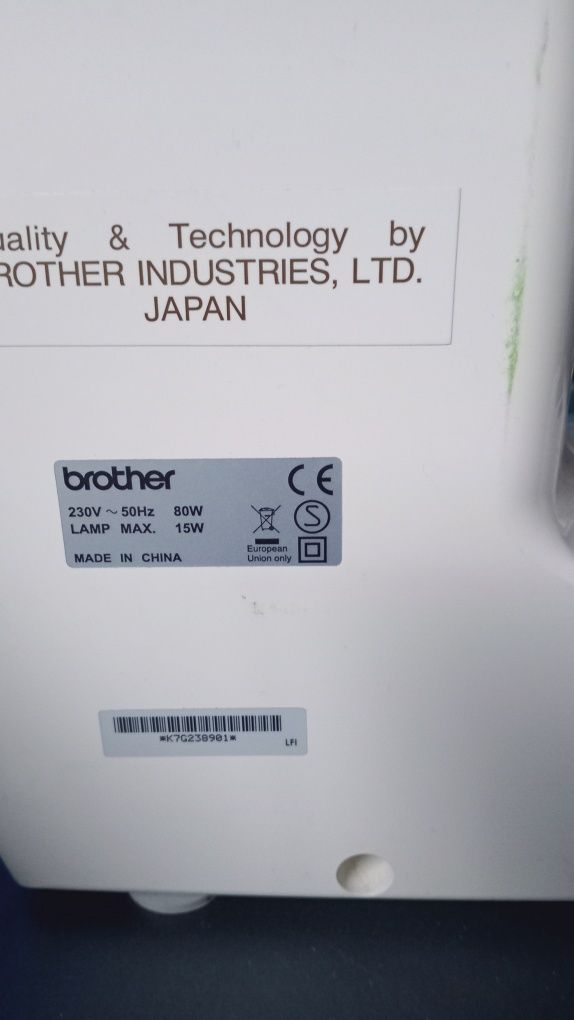 uality & Technology by
ROTHER INDUSTRIES, LTD.
JAPAN
brother
CE
230V ~ 50Hz 80W
LAMP MAX. 15W
S
MADE IN CHINA
European
Union only
*K7G238901*
LFI